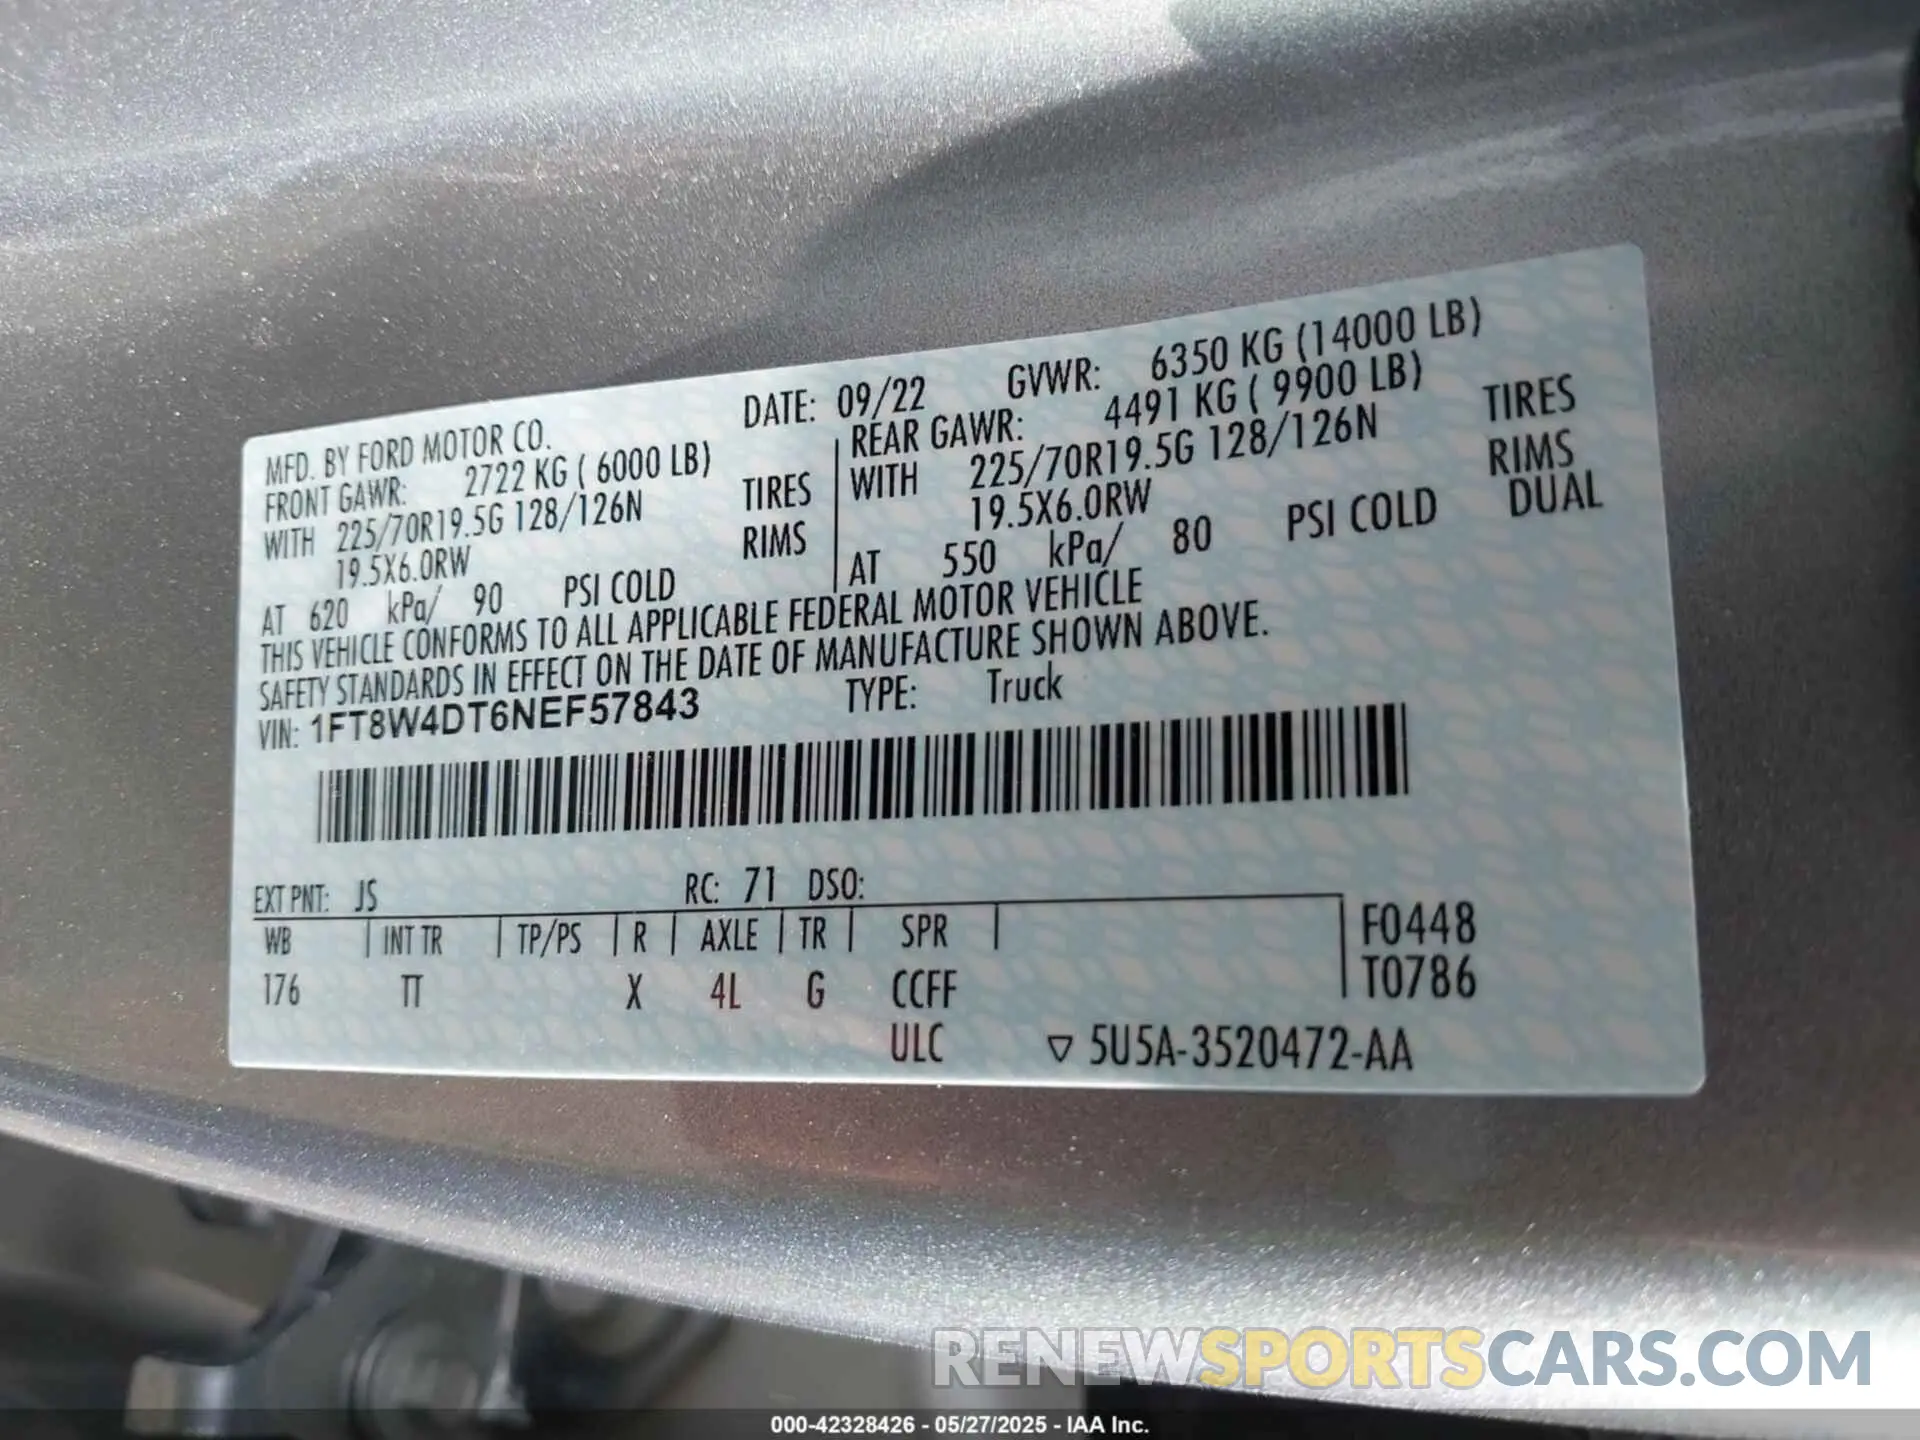 MFD. BY FORD MOTOR CO. DATE: 09/22 GVWR: 6350 KG (14000 LB)
FRONT GAWR: 2722 KG ( 6000 LB) REAR GAWR: 4491 KG ( 9900 LB)
WITH 225/70R19.5G 128/126N TIRES WITH 225/70R19.5G 128/126N TIRES
19.5X6.0RW RIMS 19.5X6.0RW RIMS
AT 620 kPa/ 90 PSI COLD AT 550 kPa/ 80 PSI COLD DUAL
THIS VEHICLE CONFORMS TO ALL APPLICABLE FEDERAL MOTOR VEHICLE
SAFETY STANDARDS IN EFFECT ON THE DATE OF MANUFACTURE SHOWN ABOVE.
VIN: 1FT8W4DT6NEF57843 TYPE: Truck
EXT PNT: JS RC: 71 DSO:
WB INT TR TP/PS R AXLE TR SPR F0448
176 TT X 4L G CCFF T0786
ULC ▽ 5U5A-3520472-AA
RENEWSPORTSCARS.COM
000-42328426 - 05/27/2025 - IAA Inc.